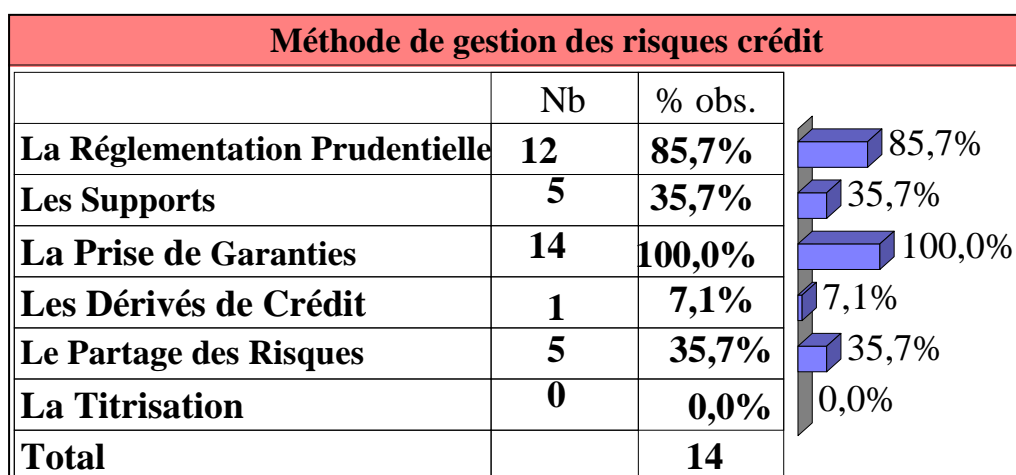 Méthode de gestion des risques crédit
Nb % obs.
La Réglementation Prudentielle 12 85,7% 85,7%
Les Supports 5 35,7% 35,7%
La Prise de Garanties 14 100,0% 100,0%
Les Dérivés de Crédit 1 7,1% 7,1%
Le Partage des Risques 5 35,7% 35,7%
La Titrisation 0 0,0% 0,0%
Total 14